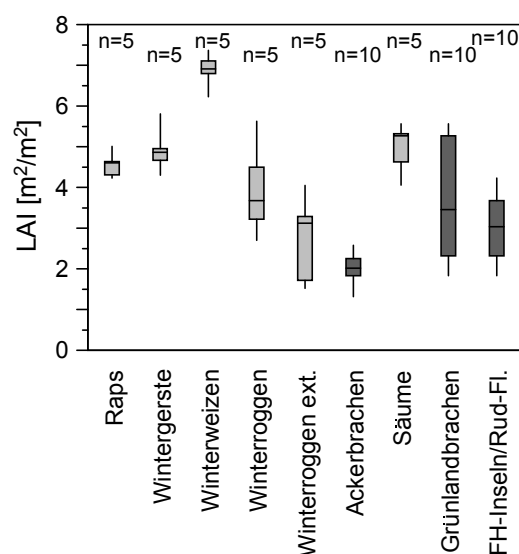 8
6
4
2
0
LAI [m²/m²]
n=5
n=5
n=5
n=5
n=5
n=10
n=5
n=10
n=10
Raps
Wintergerste
Winterweizen
Winterroggen
Winterroggen ext.
Ackerbrachen
Säume
Grünlandbrachen
FH-Inseln/Rud-Fl.